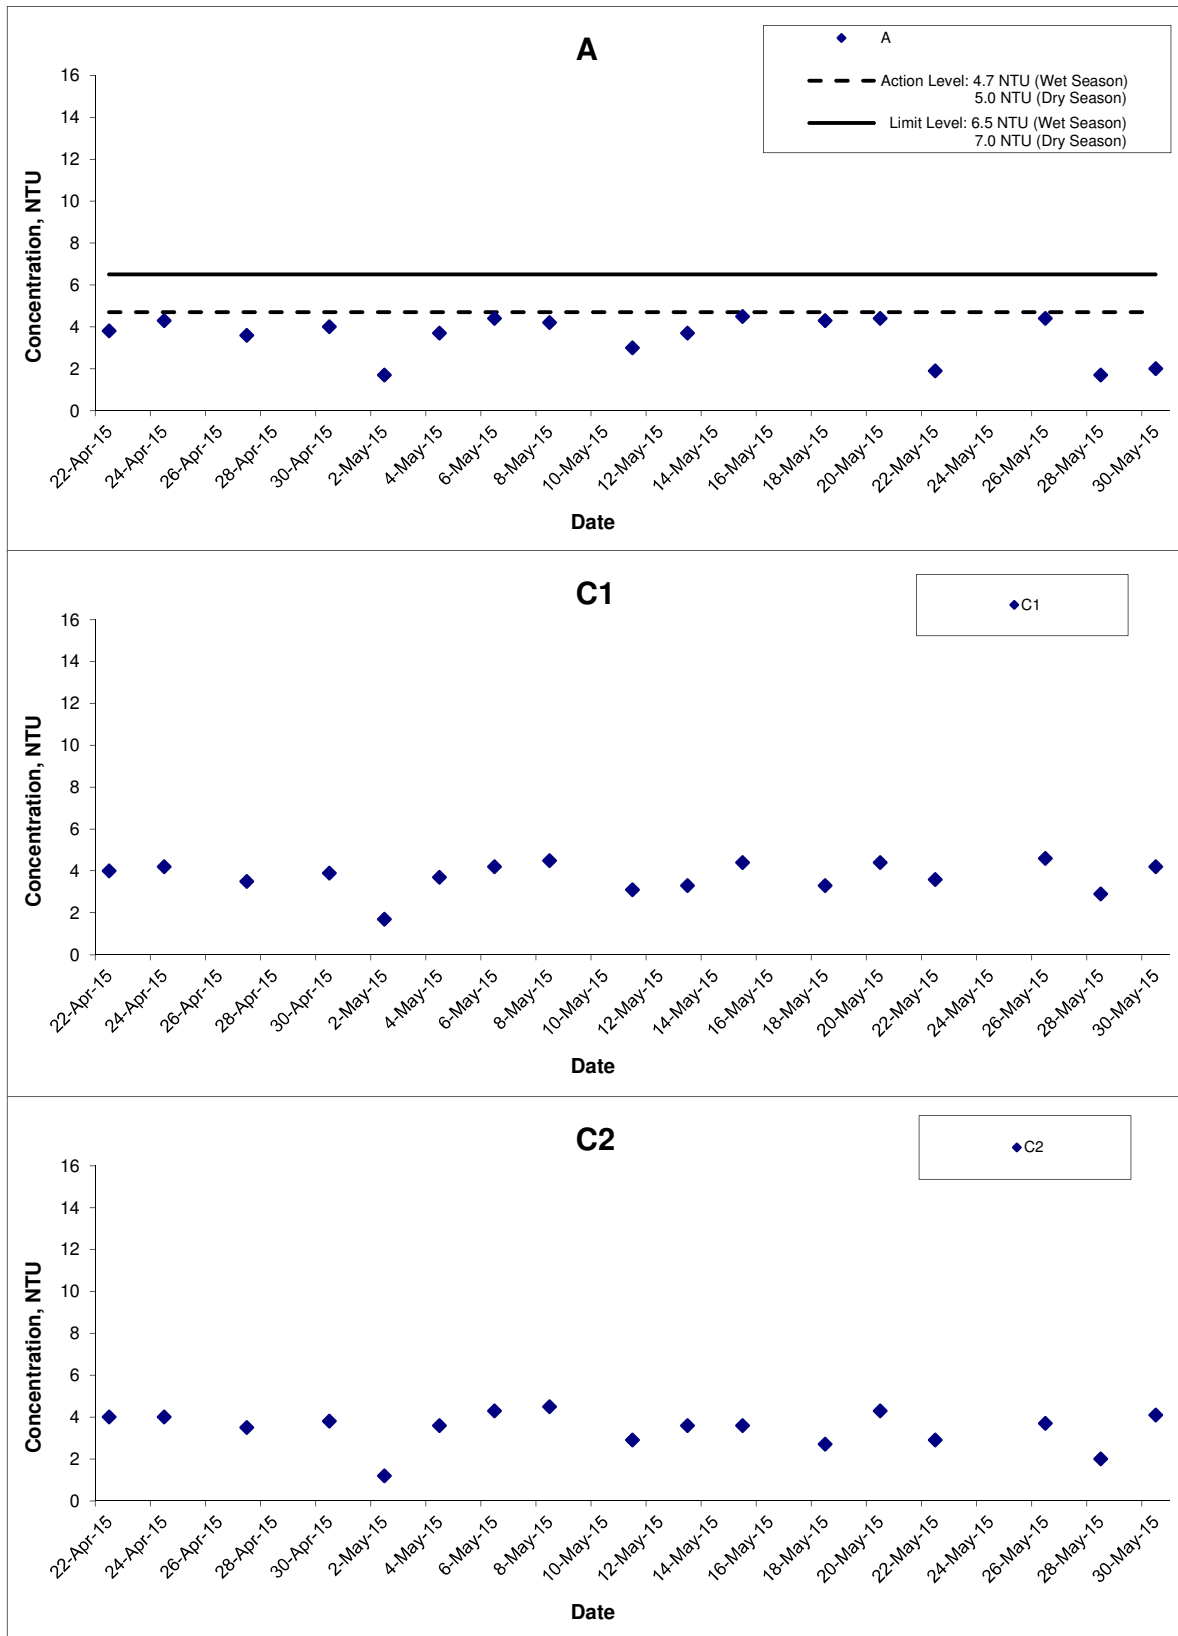 A
A
Action Level: 4.7 NTU (Wet Season)
5.0 NTU (Dry Season)
Limit Level: 6.5 NTU (Wet Season)
7.0 NTU (Dry Season)
Concentration, NTU
16
14
12
10
8
6
4
2
0
22-Apr-15
24-Apr-15
26-Apr-15
28-Apr-15
30-Apr-15
2-May-15
4-May-15
6-May-15
8-May-15
10-May-15
12-May-15
14-May-15
16-May-15
18-May-15
20-May-15
22-May-15
24-May-15
26-May-15
28-May-15
30-May-15
Date
C1
C1
Concentration, NTU
16
14
12
10
8
6
4
2
0
22-Apr-15
24-Apr-15
26-Apr-15
28-Apr-15
30-Apr-15
2-May-15
4-May-15
6-May-15
8-May-15
10-May-15
12-May-15
14-May-15
16-May-15
18-May-15
20-May-15
22-May-15
24-May-15
26-May-15
28-May-15
30-May-15
Date
C2
C2
Concentration, NTU
16
14
12
10
8
6
4
2
0
22-Apr-15
24-Apr-15
26-Apr-15
28-Apr-15
30-Apr-15
2-May-15
4-May-15
6-May-15
8-May-15
10-May-15
12-May-15
14-May-15
16-May-15
18-May-15
20-May-15
22-May-15
24-May-15
26-May-15
28-May-15
30-May-15
Date